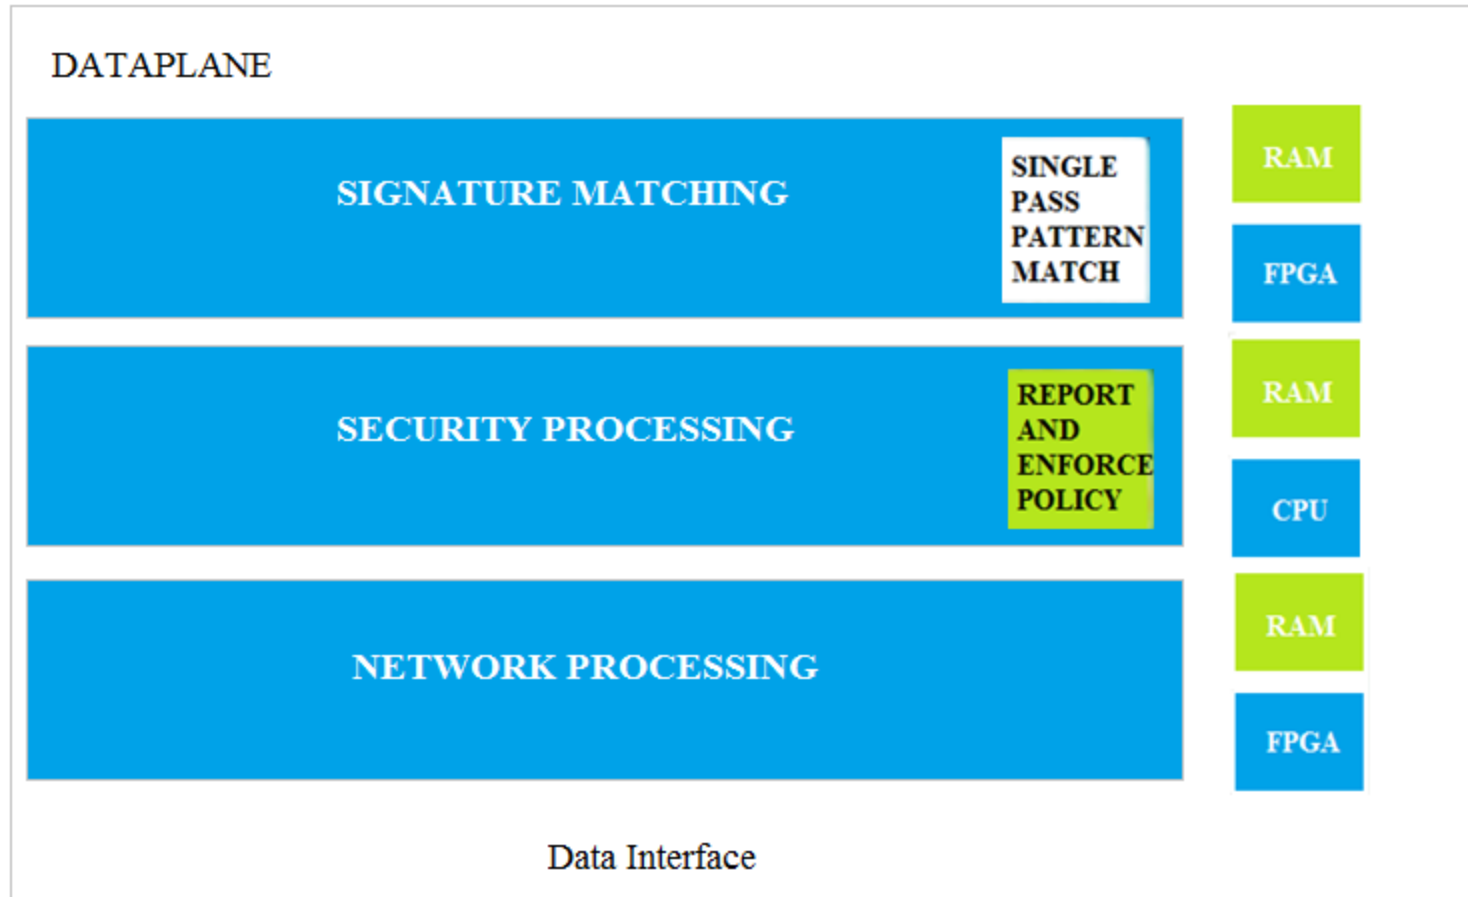 DATAPLANE
SIGNATURE MATCHING
SINGLE
PASS
PATTERN
MATCH
RAM
FPGA
SECURITY PROCESSING
REPORT
AND
ENFORCE
POLICY
RAM
CPU
NETWORK PROCESSING
RAM
FPGA
Data Interface